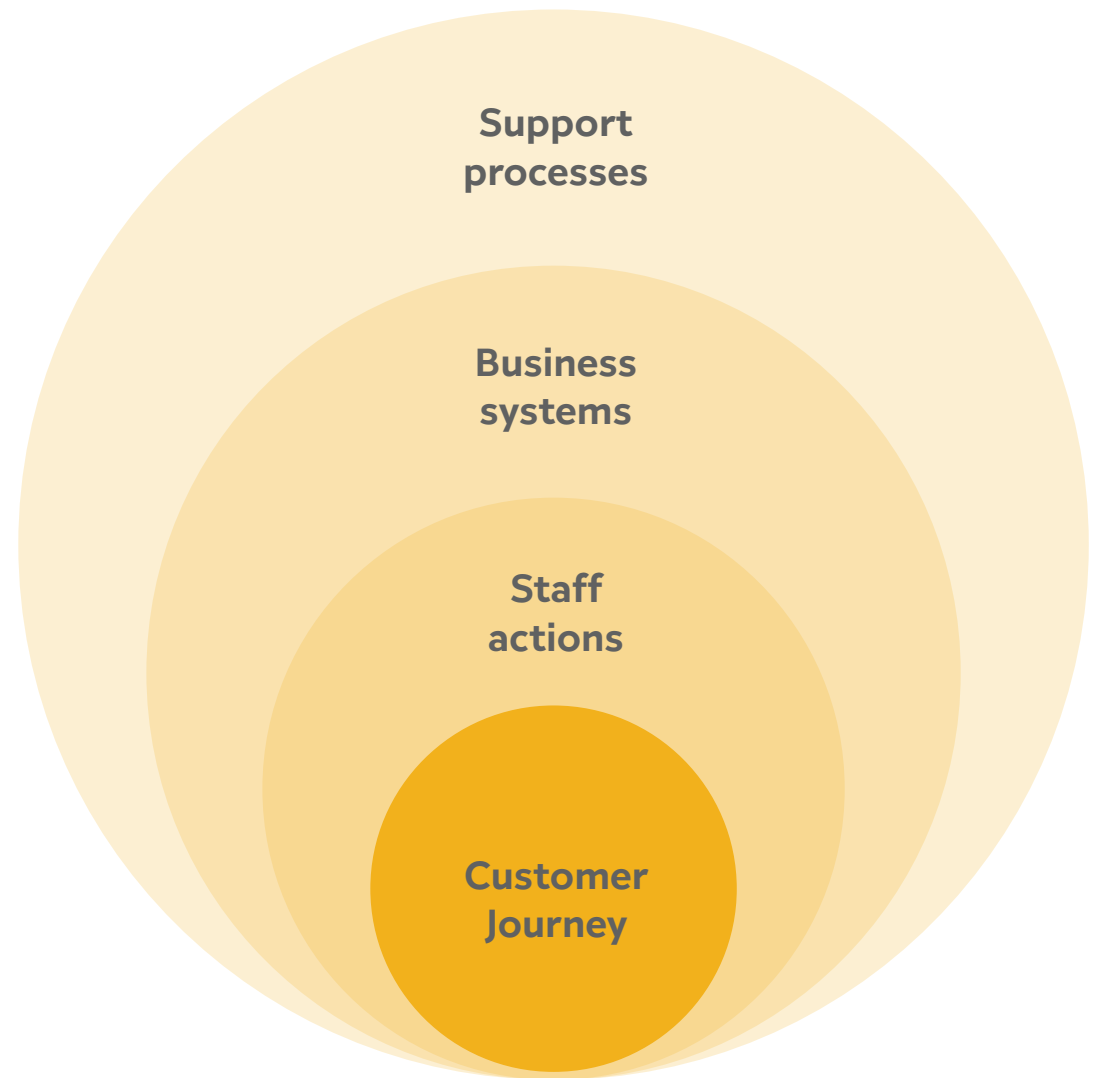 Support
processes
Business
systems
Staff
actions
Customer
Journey